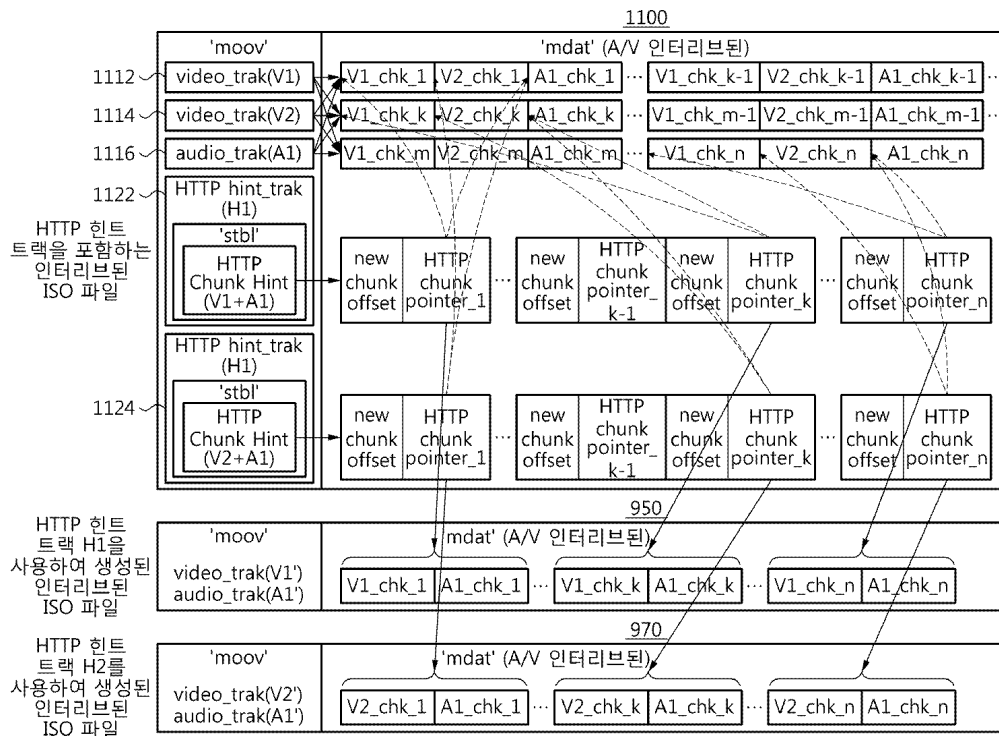 1100
'moov'
'mdat' (A/V 인터리브된)
1112
video_trak(V1)
V1_chk_1 V2_chk_1 A1_chk_1 ... V1_chk_k-1 V2_chk_k-1 A1_chk_k-1 ...
1114
video_trak(V2)
V1_chk_k V2_chk_k A1_chk_k ... V1_chk_m-1 V2_chk_m-1 A1_chk_m-1 ...
1116
audio_trak(A1)
V1_chk_m V2_chk_m A1_chk_m ... V1_chk_n V2_chk_n A1_chk_n
1122
HTTP 힌트
트랙을 포함하는
인터리브된
ISO 파일
HTTP hint_trak
(H1)
'stbl'
HTTP
Chunk Hint
(V1+A1)
new
chunk
offset
HTTP
chunk
pointer_1
...
new
chunk
offset
HTTP
chunk
pointer_
k-1
new
chunk
offset
HTTP
chunk
pointer_k
...
new
chunk
offset
HTTP
chunk
pointer_n
1124
HTTP hint_trak
(H1)
'stbl'
HTTP
Chunk Hint
(V2+A1)
new
chunk
offset
HTTP
chunk
pointer_1
...
new
chunk
offset
HTTP
chunk
pointer_
k-1
new
chunk
offset
HTTP
chunk
pointer_k
...
new
chunk
offset
HTTP
chunk
pointer_n
950
HTTP 힌트
트랙 H1을
사용하여 생성된
인터리브된
ISO 파일
'moov'
video_trak(V1')
audio_trak(A1')
'mdat' (A/V 인터리브된)
V1_chk_1 A1_chk_1 ... V1_chk_k A1_chk_k ... V1_chk_n A1_chk_n
970
HTTP 힌트
트랙 H2를
사용하여 생성된
인터리브된
ISO 파일
'moov'
video_trak(V2')
audio_trak(A1')
'mdat' (A/V 인터리브된)
V2_chk_1 A1_chk_1 ... V2_chk_k A1_chk_k ... V2_chk_n A1_chk_n